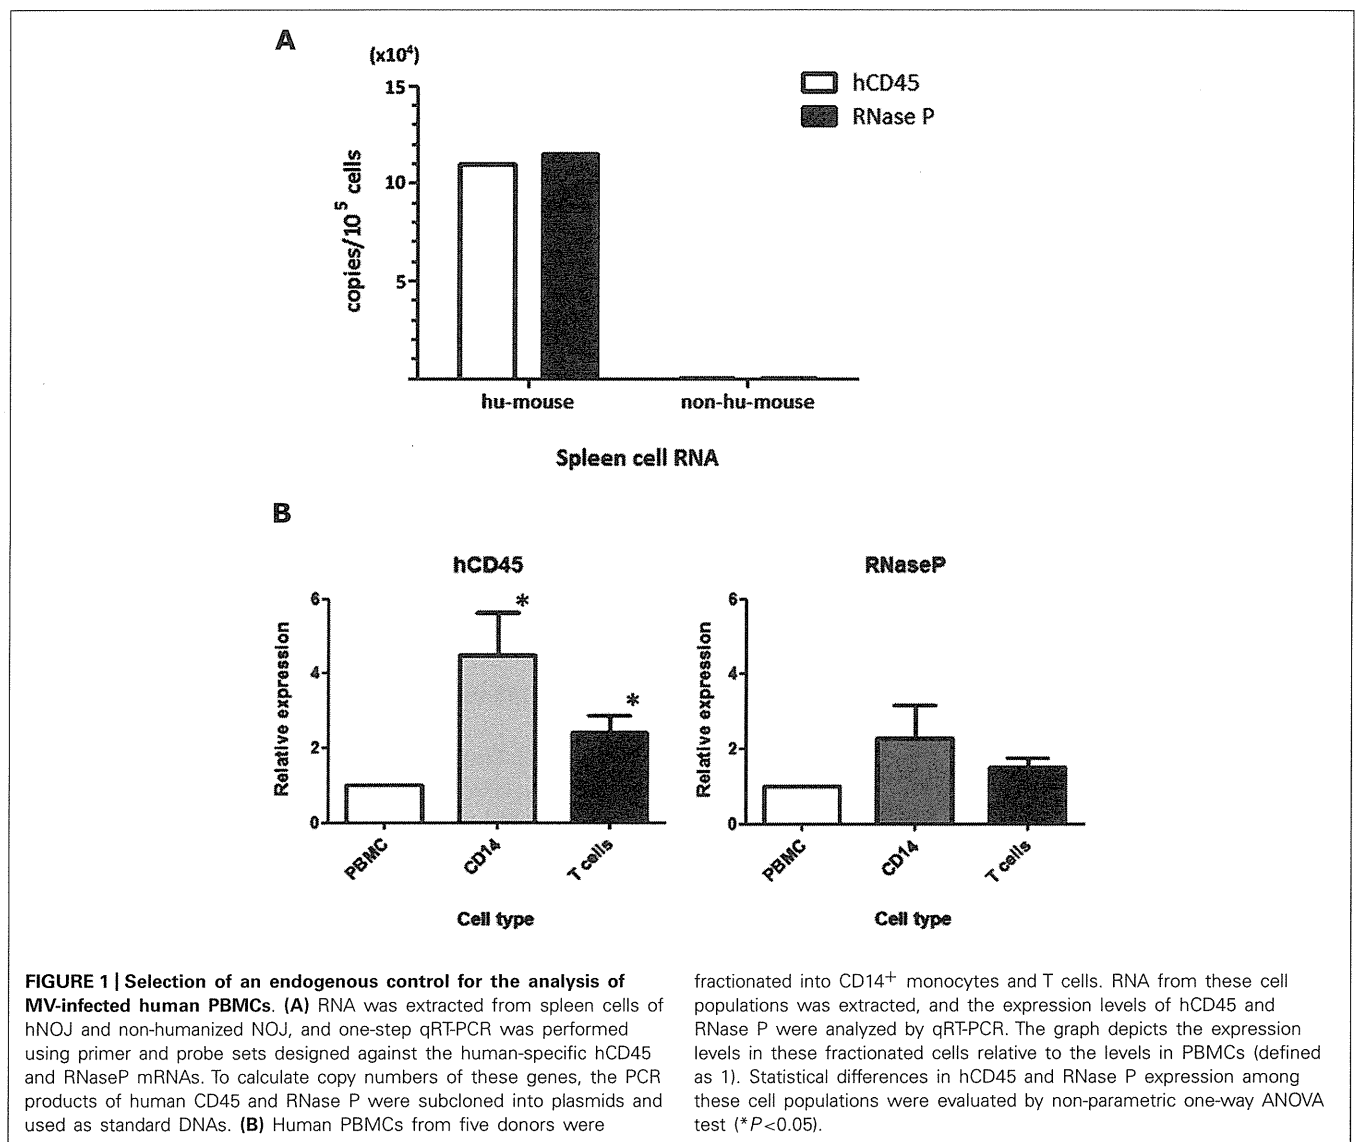 A
(x10⁴)
15
10
5
copies/10⁵ cells
hCD45
RNase P
hu-mouse
non-hu-mouse
Spleen cell RNA
B
hCD45
6
4
2
0
Relative expression
*
*
PBMC
CD14
T cells
Cell type
RNaseP
6
4
2
0
Relative expression
PBMC
CD14
T cells
Cell type
FIGURE 1 | Selection of an endogenous control for the analysis of
MV-infected human PBMCs. (A) RNA was extracted from spleen cells of
hNOJ and non-humanized NOJ, and one-step qRT-PCR was performed
using primer and probe sets designed against the human-specific hCD45
and RNaseP mRNAs. To calculate copy numbers of these genes, the PCR
products of human CD45 and RNase P were subcloned into plasmids and
used as standard DNAs. (B) Human PBMCs from five donors were
fractionated into CD14⁺ monocytes and T cells. RNA from these cell
populations was extracted, and the expression levels of hCD45 and
RNase P were analyzed by qRT-PCR. The graph depicts the expression
levels in these fractionated cells relative to the levels in PBMCs (defined
as 1). Statistical differences in hCD45 and RNase P expression among
these cell populations were evaluated by non-parametric one-way ANOVA
test (*P<0.05).